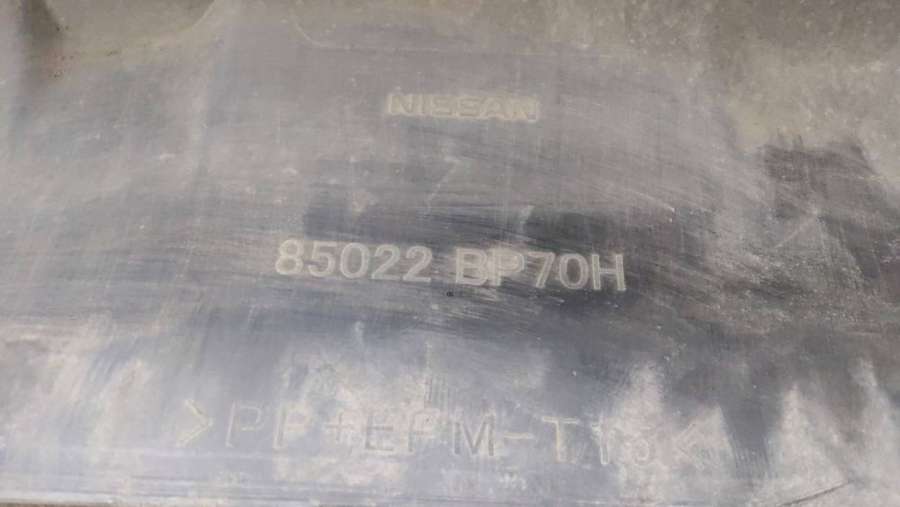 NISSAN
85022 BP70H
>PP+EPM-T15<